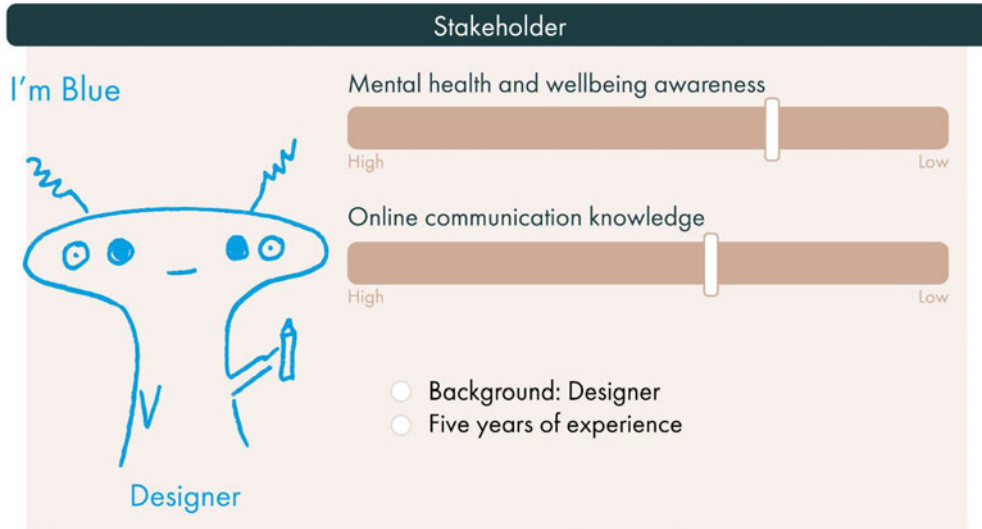 Stakeholder
I'm Blue
Mental health and wellbeing awareness
High Low
Online communication knowledge
High Low
Background: Designer
Five years of experience
Designer